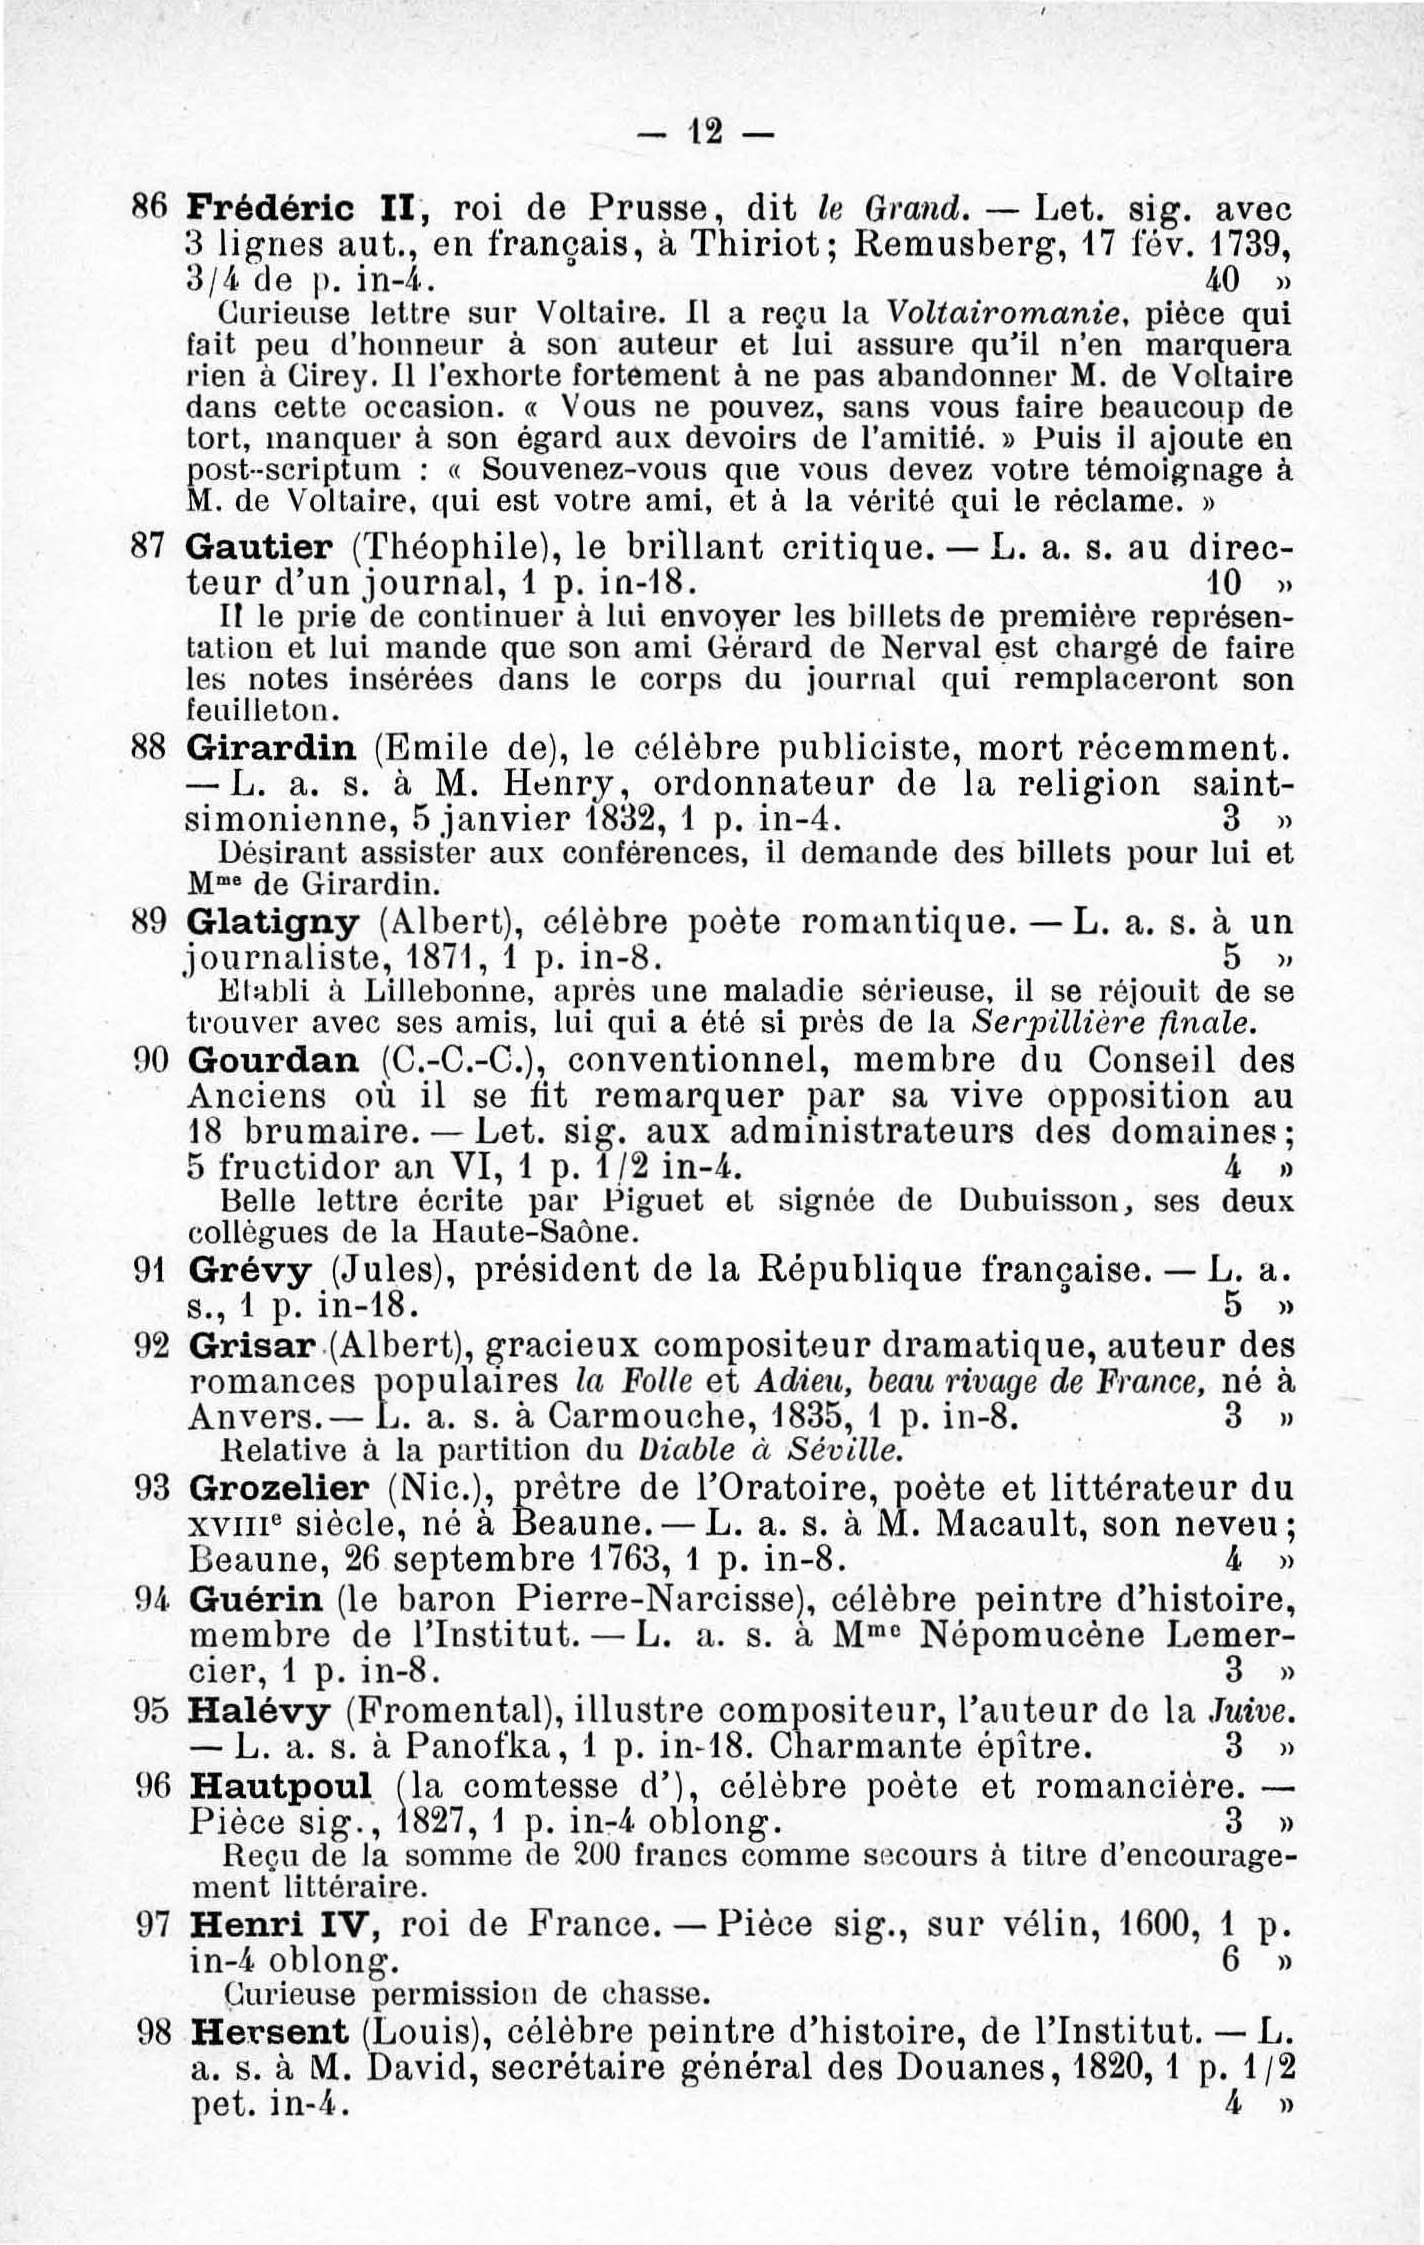 — 12 —
86 Frédéric II, roi de Prusse, dit le Grand. — Let. sig. avec
3 lignes aut., en français, à Thiriot; Remusberg, 17 fév. 1739,
3/4 de p. in-4. 40 »
Curieuse lettre sur Voltaire. Il a reçu la Voltairomanie, pièce qui
fait peu d'honneur à son auteur et lui assure qu'il n'en marquera
rien à Cirey. Il l'exhorte fortement à ne pas abandonner M. de Voltaire
dans cette occasion. « Vous ne pouvez, sans vous faire beaucoup de
tort, manquer à son égard aux devoirs de l'amitié. » Puis il ajoute en
post-scriptum : « Souvenez-vous que vous devez votre témoignage à
M. de Voltaire, qui est votre ami, et à la vérité qui le réclame. »
87 Gautier (Théophile), le brillant critique. — L. a. s. au direc-
teur d'un journal, 1 p. in-18. 10 »
Il le prie de continuer à lui envoyer les billets de première représen-
tation et lui mande que son ami Gérard de Nerval est chargé de faire
les notes insérées dans le corps du journal qui remplaceront son
feuilleton.
88 Girardin (Emile de), le célèbre publiciste, mort récemment.
— L. a. s. à M. Henry, ordonnateur de la religion saint-
simonienne, 5 janvier 1832, 1 p. in-4. 3 »
Désirant assister aux conférences, il demande des billets pour lui et
Mme de Girardin.
89 Glatigny (Albert), célèbre poète romantique. — L. a. s. à un
journaliste, 1871, 1 p. in-8. 5 »
Etabli à Lillebonne, après une maladie sérieuse, il se réjouit de se
trouver avec ses amis, lui qui a été si près de la Serpillière finale.
90 Gourdan (C.-C.-C.), conventionnel, membre du Conseil des
Anciens où il se fit remarquer par sa vive opposition au
18 brumaire. — Let. sig. aux administrateurs des domaines;
5 fructidor an VI, 1 p. 1/2 in-4. 4 »
Belle lettre écrite par Piguet et signée de Dubuisson, ses deux
collègues de la Haute-Saône.
91 Grévy (Jules), président de la République française. — L. a.
s., 1 p. in-18. 5 »
92 Grisar (Albert), gracieux compositeur dramatique, auteur des
romances populaires la Folle et Adieu, beau rivage de France, né à
Anvers. — L. a. s. à Carmouche, 1835, 1 p. in-8. 3 »
Relative à la partition du Diable à Séville.
93 Grozelier (Nic.), prêtre de l'Oratoire, poète et littérateur du
XVIIIe siècle, né à Beaune. — L. a. s. à M. Macault, son neveu;
Beaune, 26 septembre 1763, 1 p. in-8. 4 »
94 Guérin (le baron Pierre-Narcisse), célèbre peintre d'histoire,
membre de l'Institut. — L. a. s. à Mme Népomucène Lemer-
cier, 1 p. in-8. 3 »
95 Halévy (Fromental), illustre compositeur, l'auteur de la Juive.
— L. a. s. à Panofka, 1 p. in-18. Charmante épître. 3 »
96 Hautpoul (la comtesse d'), célèbre poète et romancière. —
Pièce sig., 1827, 1 p. in-4 oblong. 3 »
Reçu de la somme de 200 francs comme secours à titre d'encourage-
ment littéraire.
97 Henri IV, roi de France. — Pièce sig., sur vélin, 1600, 1 p.
in-4 oblong. 6 »
Curieuse permission de chasse.
98 Hersent (Louis), célèbre peintre d'histoire, de l'Institut. — L.
a. s. à M. David, secrétaire général des Douanes, 1820, 1 p. 1/2
pet. in-4. 4 »